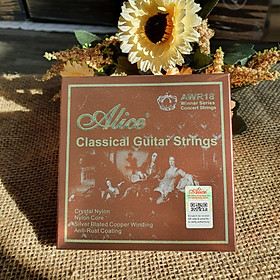 AWR18
Winner Series
Concert Strings
Alice®
Classical Guitar Strings
Crystal Nylon
Nylon Core
Silver Plated Copper Winding
Anti-Rust Coating
Alice